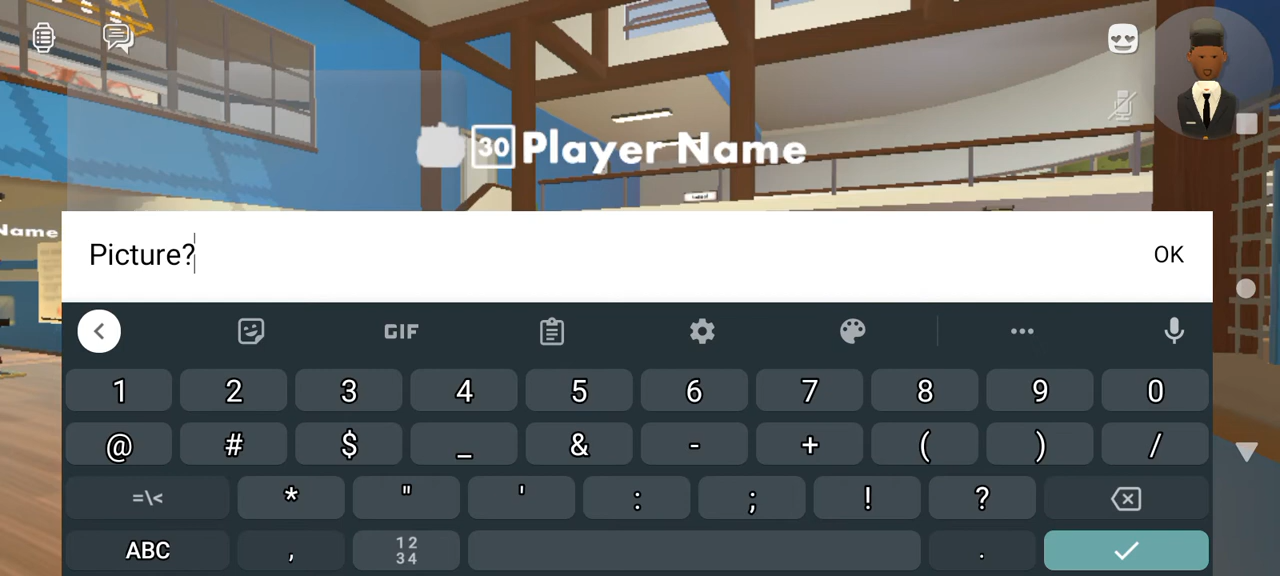 30 Player Name
Name
Picture?
OK
GIF
1 2 3 4 5 6 7 8 9 0
@ # $ _ & - + ( ) /
=\< * " ' : ; ! ?
ABC , 12 34 .